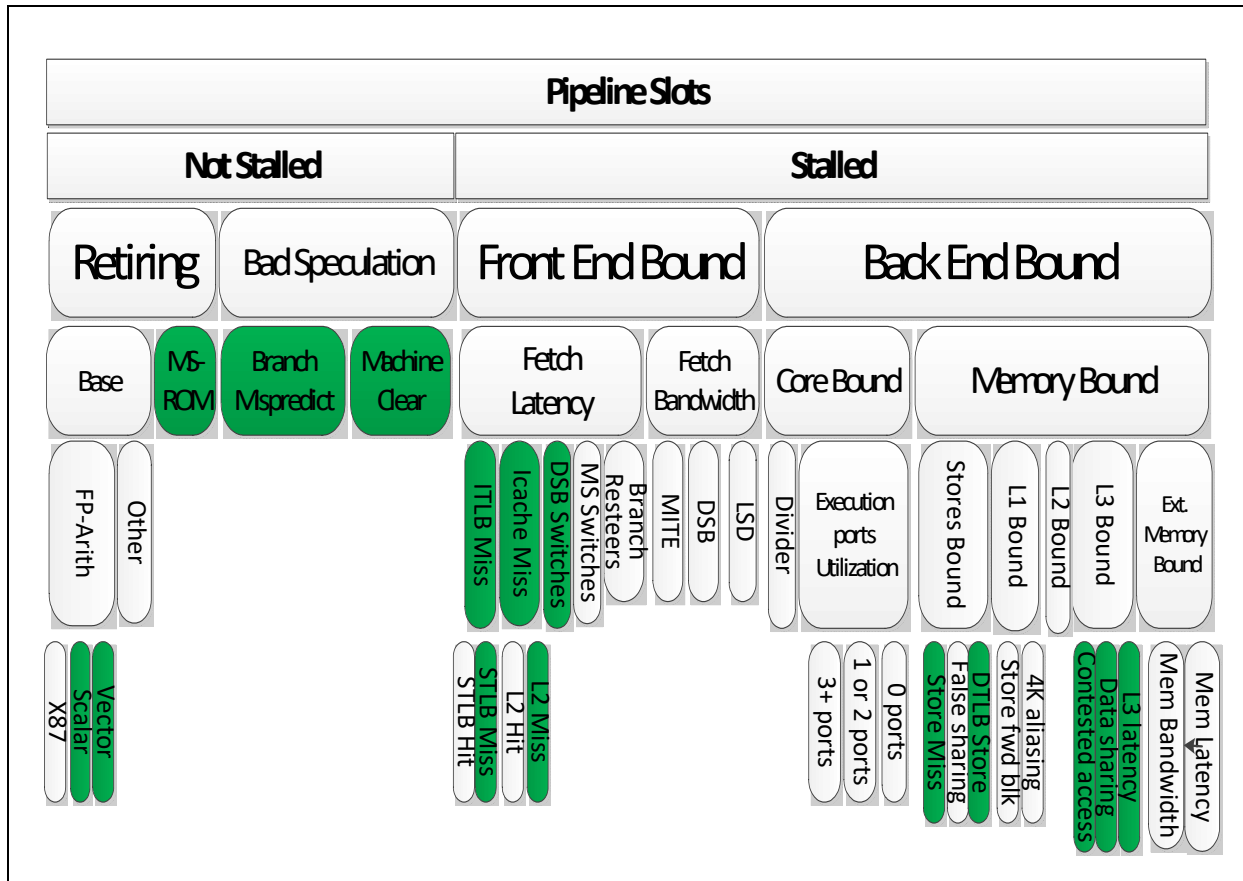 Pipeline Slots
Not Stalled
Stalled
Retiring
Bad Speculation
Front End Bound
Back End Bound
Base
MS-
ROM
Branch
Mispredict
Machine
Clear
Fetch
Latency
Fetch
Bandwidth
Core Bound
Memory Bound
FP-Arith
Other
ITLB Miss
Icache Miss
DSB Switches
MS Switches
Branch
Resteers
MITE
DSB
LSD
Divider
Execution
ports
Utilization
Stores Bound
L1 Bound
L2 Bound
L3 Bound
Ext.
Memory
Bound
X87
Scalar
Vector
STLB Hit
STLB Miss
L2 Hit
L2 Miss
3+ ports
1 or 2 ports
0 ports
Store Miss
False sharing
DTLB Store
Store fwd blk
4K aliasing
Contested access
Data sharing
L3 latency
Mem Bandwidth
Mem Latency